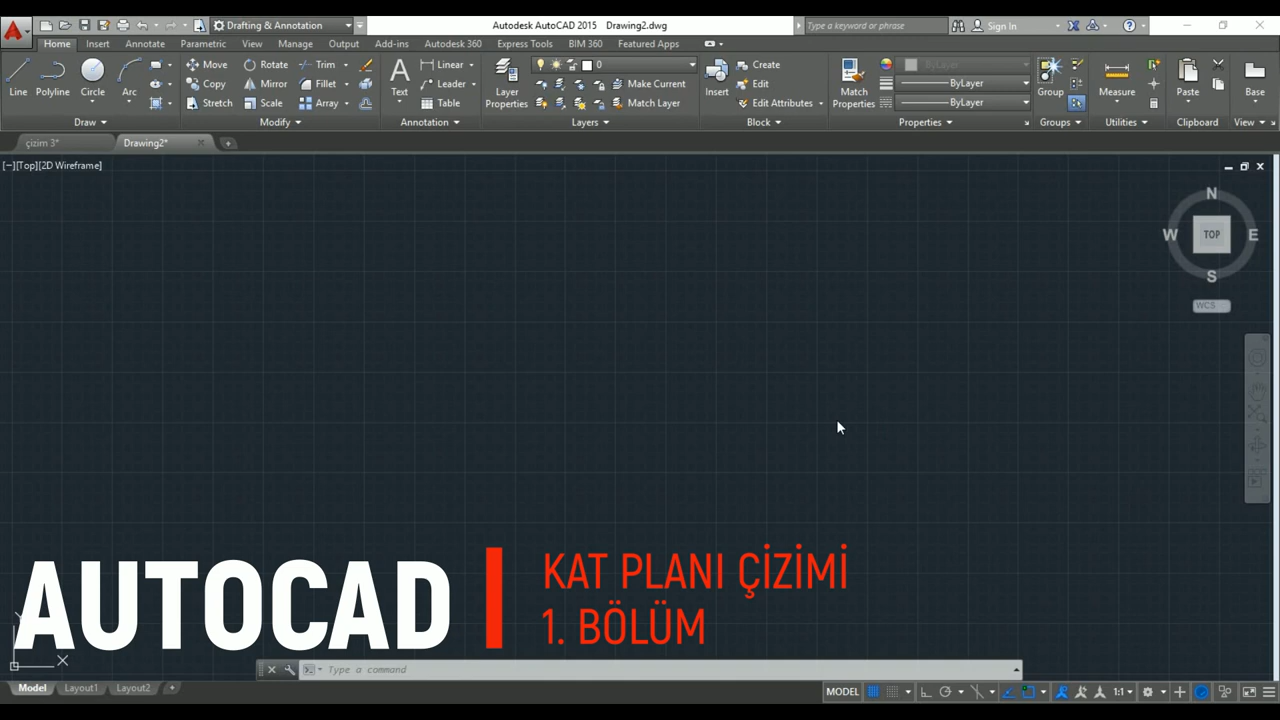 Drafting & Annotation
Autodesk AutoCAD 2015 Drawing2.dwg
Type a keyword or phrase
Sign In
Home Insert Annotate Parametric View Manage Output Add-ins Autodesk 360 Express Tools BIM 360 Featured Apps
Line Polyline Circle Arc
Move Rotate Trim
Copy Mirror Fillet
Stretch Scale Array
Text
Linear
Leader
Table
Layer Properties
0
Make Current
Match Layer
Insert
Create
Edit
Edit Attributes
Match Properties
ByLayer
ByLayer
ByLayer
Group
Measure
Paste
Base
Draw Modify Annotation Layers Block Properties Groups Utilities Clipboard View
çizim 3* Drawing2*
[−][Top][2D Wireframe]
N
W TOP E
S
WCS
AUTOCAD
KAT PLANI ÇİZİMİ
1. BÖLÜM
X
Type a command
Model Layout1 Layout2
MODEL 1:1